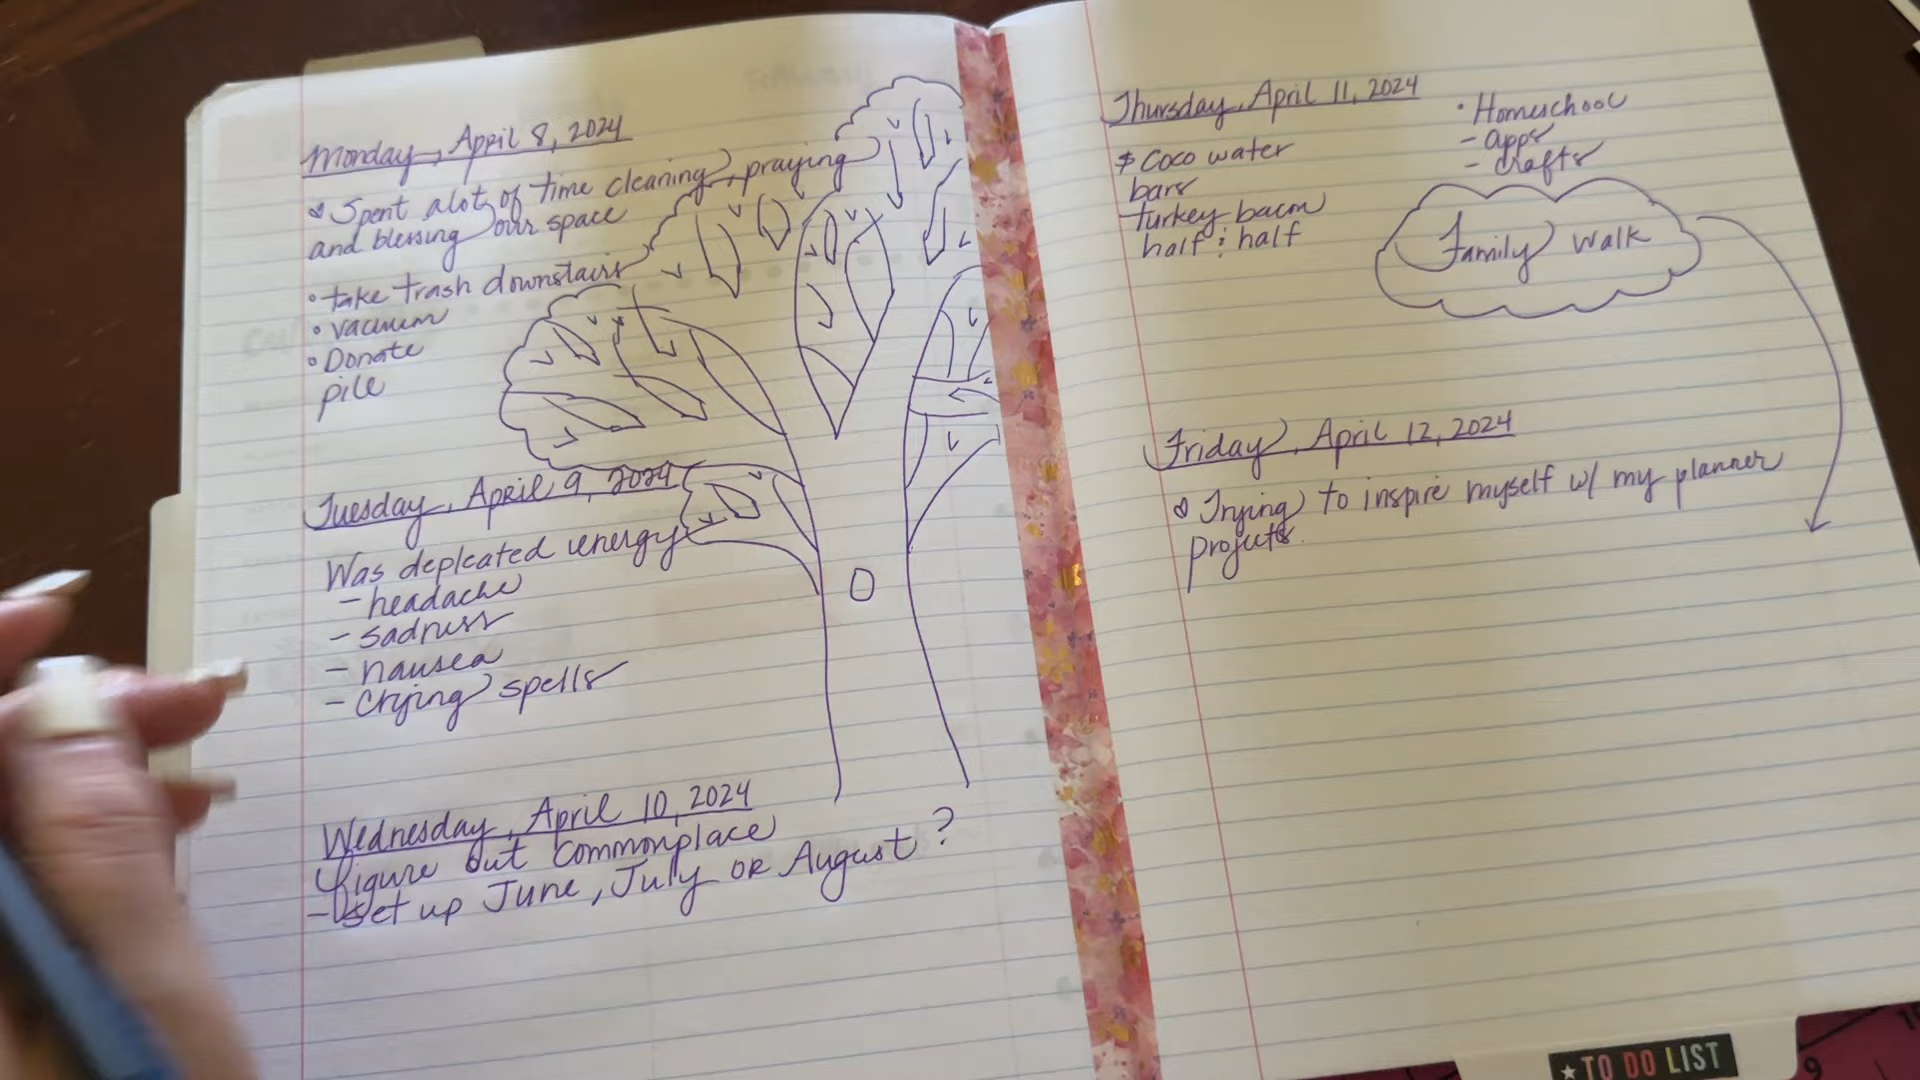 Monday, April 8, 2024
Spent alot of time cleaning, praying
and blessing our space
• take trash downstairs
• vacuum
• Donate
pile
Tuesday, April 9, 2024
Was depleated energy
- headache
- sadness
- nausea
- Crying spells
Wednesday, April 10, 2024
figure out commonplace
- set up June, July OR August?
Thursday, April 11, 2024
$ Coco water
bars
turkey bacon
half & half
• Homeschool
- apps
- crafts
Family Walk
Friday, April 12, 2024
Trying to inspire myself w/ my planner
projects.
★ TO DO LIST
9
10